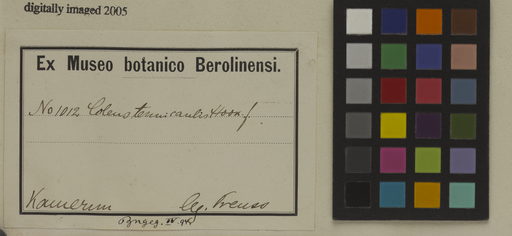 digitally imaged 2005
Ex Museo botanico Berolinensi.
No 1012 Coleus tenuicaulis Hook f.
Kamerun leg. Preuss